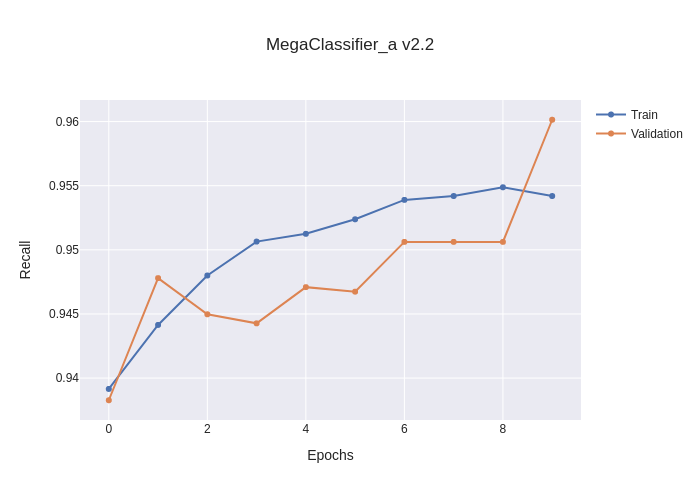 MegaClassifier_a v2.2
Train
Validation
0.96
0.955
0.95
0.945
0.94
Recall
0 2 4 6 8
Epochs